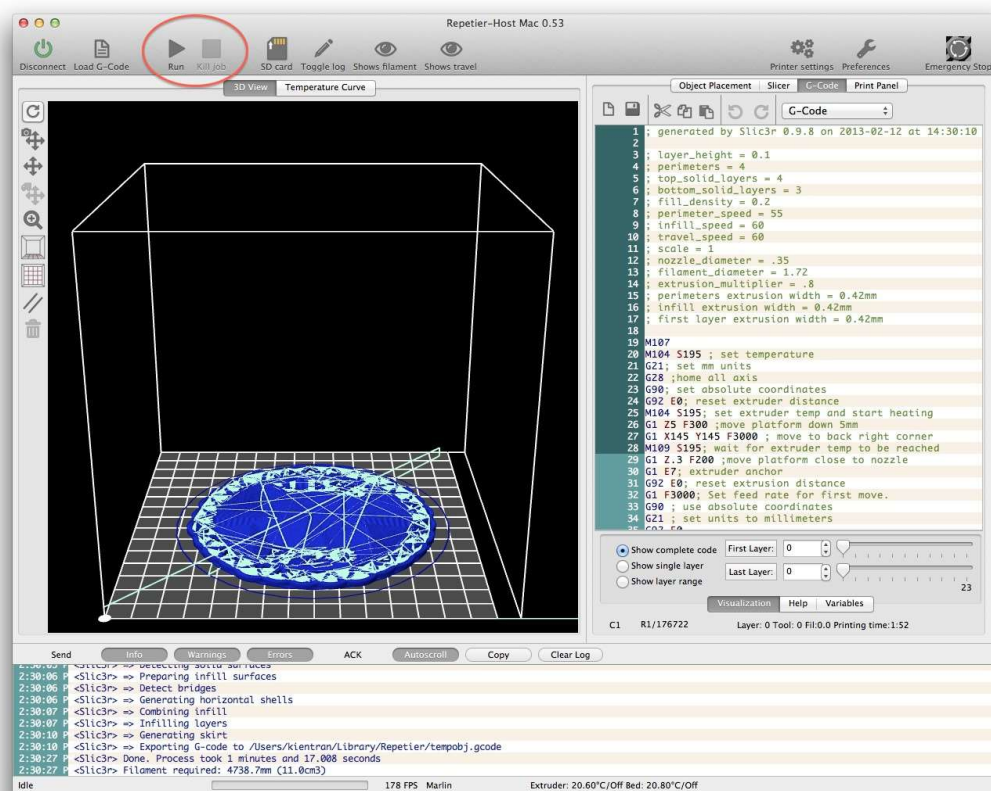 Repetier-Host Mac 0.53
Disconnect Load G-Code Run Kill job SD card Toggle log Shows filament Shows travel Printer settings Preferences Emergency Stop
3D View Temperature Curve
Object Placement Slicer G-Code Print Panel
G-Code
1 ; generated by Slic3r 0.9.8 on 2013-02-12 at 14:30:10
2
3 ; layer_height = 0.1
4 ; perimeters = 4
5 ; top_solid_layers = 4
6 ; bottom_solid_layers = 3
7 ; fill_density = 0.2
8 ; perimeter_speed = 55
9 ; infill_speed = 60
10 ; travel_speed = 60
11 ; scale = 1
12 ; nozzle_diameter = .35
13 ; filament_diameter = 1.72
14 ; extrusion_multiplier = .8
15 ; perimeters extrusion width = 0.42mm
16 ; infill extrusion width = 0.42mm
17 ; first layer extrusion width = 0.42mm
18
19 M107
20 M104 S195 ; set temperature
21 G21; set mm units
22 G28 ;home all axis
23 G90; set absolute coordinates
24 G92 E0; reset extruder distance
25 M104 S195; set extruder temp and start heating
26 G1 Z5 F300 ;move platform down 5mm
27 G1 X145 Y145 F3000 ; move to back right corner
28 M109 S195; wait for extruder temp to be reached
29 G1 Z.3 F200 ;move platform close to nozzle
30 G1 E7; extruder anchor
31 G92 E0; reset extrusion distance
32 G1 F3000; Set feed rate for first move.
33 G90 ; use absolute coordinates
34 G21 ; set units to millimeters
35 G92 E0
Show complete code First Layer: 0
Show single layer
Last Layer: 0
Show layer range
23
Visualization Help Variables
C1 R1/176722 Layer: 0 Tool: 0 Fil:0.0 Printing time:1:52
Send Info Warnings Errors ACK Autoscroll Copy Clear Log
2:30:05 P <Slic3r> => Detecting solid surfaces
2:30:06 P <Slic3r> => Preparing infill surfaces
2:30:06 P <Slic3r> => Detect bridges
2:30:06 P <Slic3r> => Generating horizontal shells
2:30:07 P <Slic3r> => Combining infill
2:30:07 P <Slic3r> => Infilling layers
2:30:10 P <Slic3r> => Generating skirt
2:30:10 P <Slic3r> => Exporting G-code to /Users/kientran/Library/Repetier/tempobj.gcode
2:30:27 P <Slic3r> Done. Process took 1 minutes and 17.008 seconds
2:30:27 P <Slic3r> Filament required: 4738.7mm (11.0cm3)
Idle 178 FPS Marlin Extruder: 20.60°C/Off Bed: 20.80°C/Off